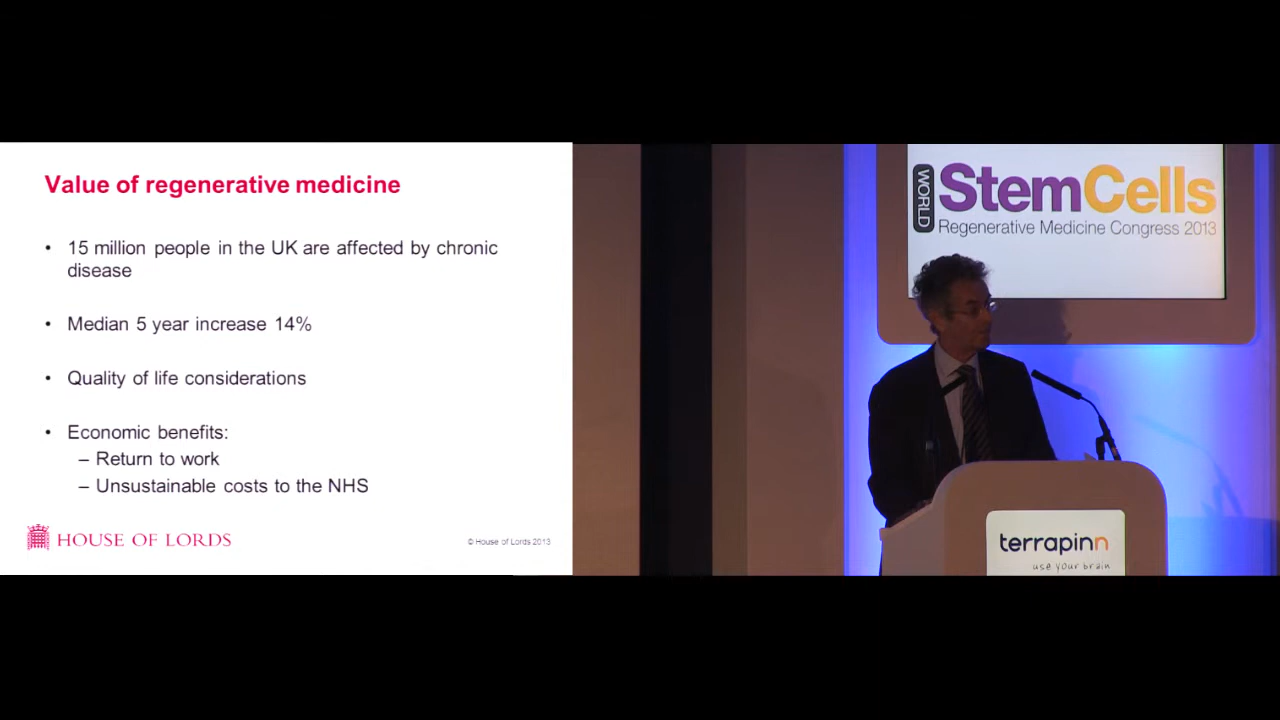 Value of regenerative medicine
• 15 million people in the UK are affected by chronic
disease
• Median 5 year increase 14%
• Quality of life considerations
• Economic benefits:
– Return to work
– Unsustainable costs to the NHS
HOUSE OF LORDS
© House of Lords 2013
WORLD
StemCells
Regenerative Medicine Congress 2013
terrapinn
use your brain